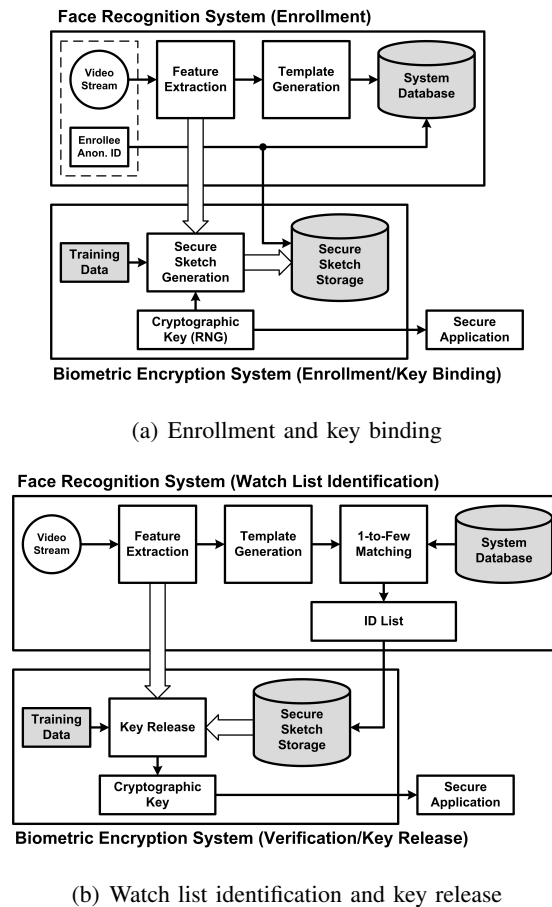 Face Recognition System (Enrollment)
Video
Stream
Feature
Extraction
Template
Generation
System
Database
Enrollee
Anon. ID
Training
Data
Secure
Sketch
Generation
Secure
Sketch
Storage
Cryptographic
Key (RNG)
Secure
Application
Biometric Encryption System (Enrollment/Key Binding)
(a) Enrollment and key binding
Face Recognition System (Watch List Identification)
Video
Stream
Feature
Extraction
Template
Generation
1-to-Few
Matching
System
Database
ID List
Training
Data
Key Release
Secure
Sketch
Storage
Cryptographic
Key
Secure
Application
Biometric Encryption System (Verification/Key Release)
(b) Watch list identification and key release